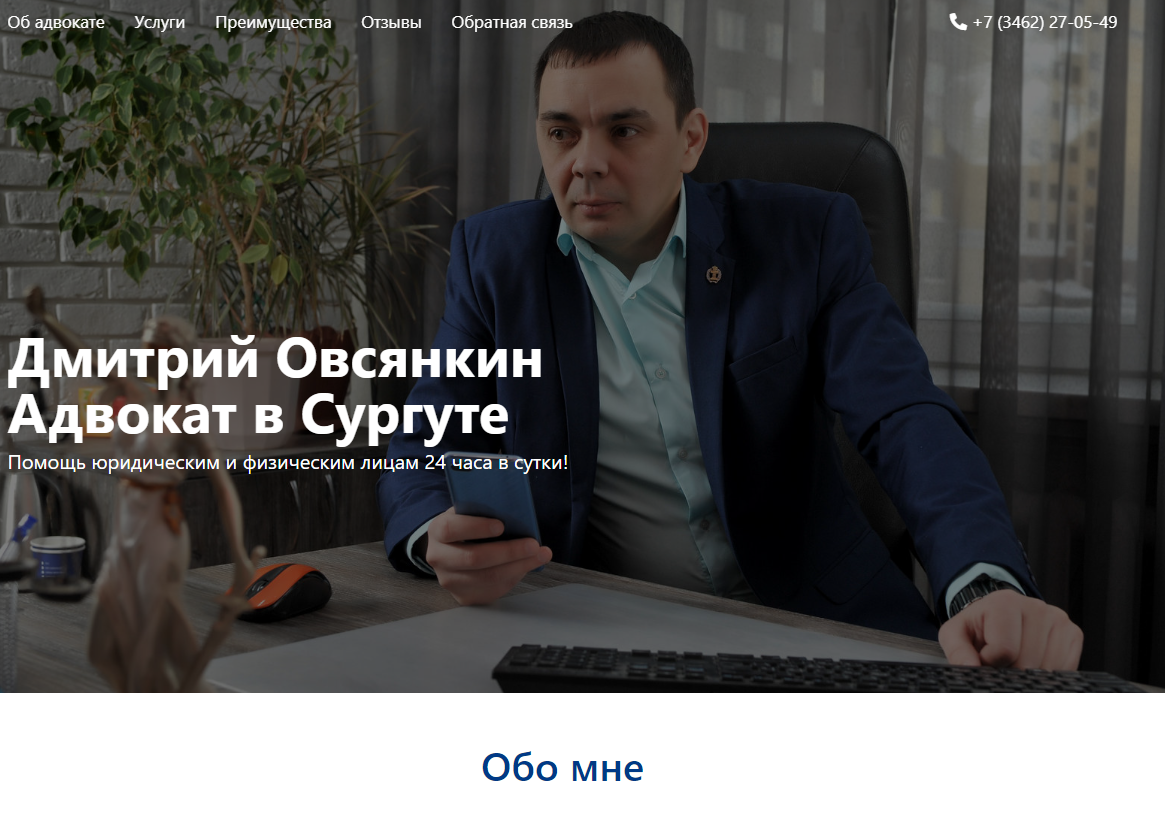 Об адвокате Услуги Преимущества Отзывы Обратная связь +7 (3462) 27-05-49
Дмитрий Овсянкин
Адвокат в Сургуте
Помощь юридическим и физическим лицам 24 часа в сутки!
Обо мне